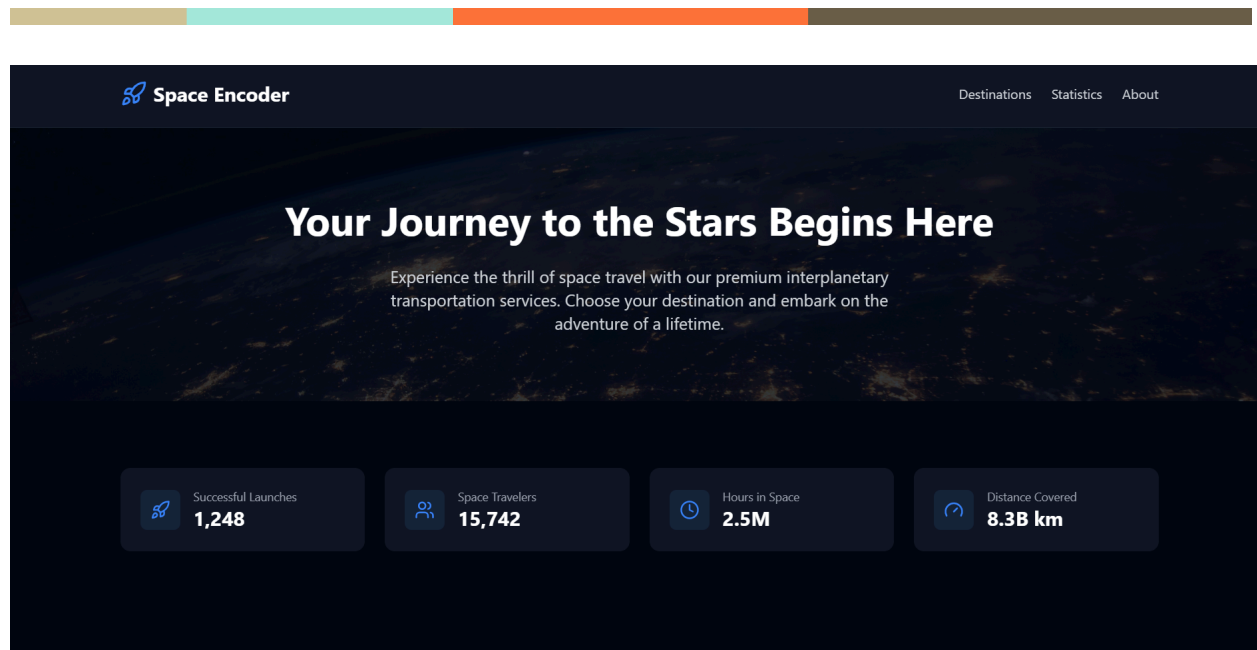 Space Encoder
Destinations Statistics About
Your Journey to the Stars Begins Here
Experience the thrill of space travel with our premium interplanetary
transportation services. Choose your destination and embark on the
adventure of a lifetime.
Successful Launches
1,248
Space Travelers
15,742
Hours in Space
2.5M
Distance Covered
8.3B km